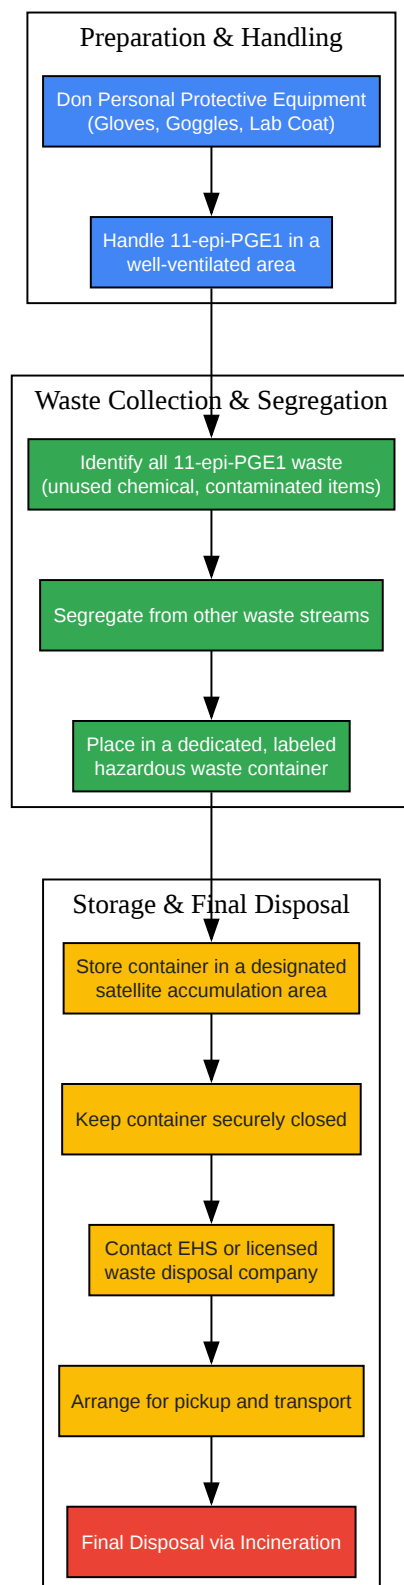 Preparation & Handling
Don Personal Protective Equipment
(Gloves, Goggles, Lab Coat)
Handle 11-epi-PGE1 in a
well-ventilated area
Waste Collection & Segregation
Identify all 11-epi-PGE1 waste
(unused chemical, contaminated items)
Segregate from other waste streams
Place in a dedicated, labeled
hazardous waste container
Storage & Final Disposal
Store container in a designated
satellite accumulation area
Keep container securely closed
Contact EHS or licensed
waste disposal company
Arrange for pickup and transport
Final Disposal via Incineration